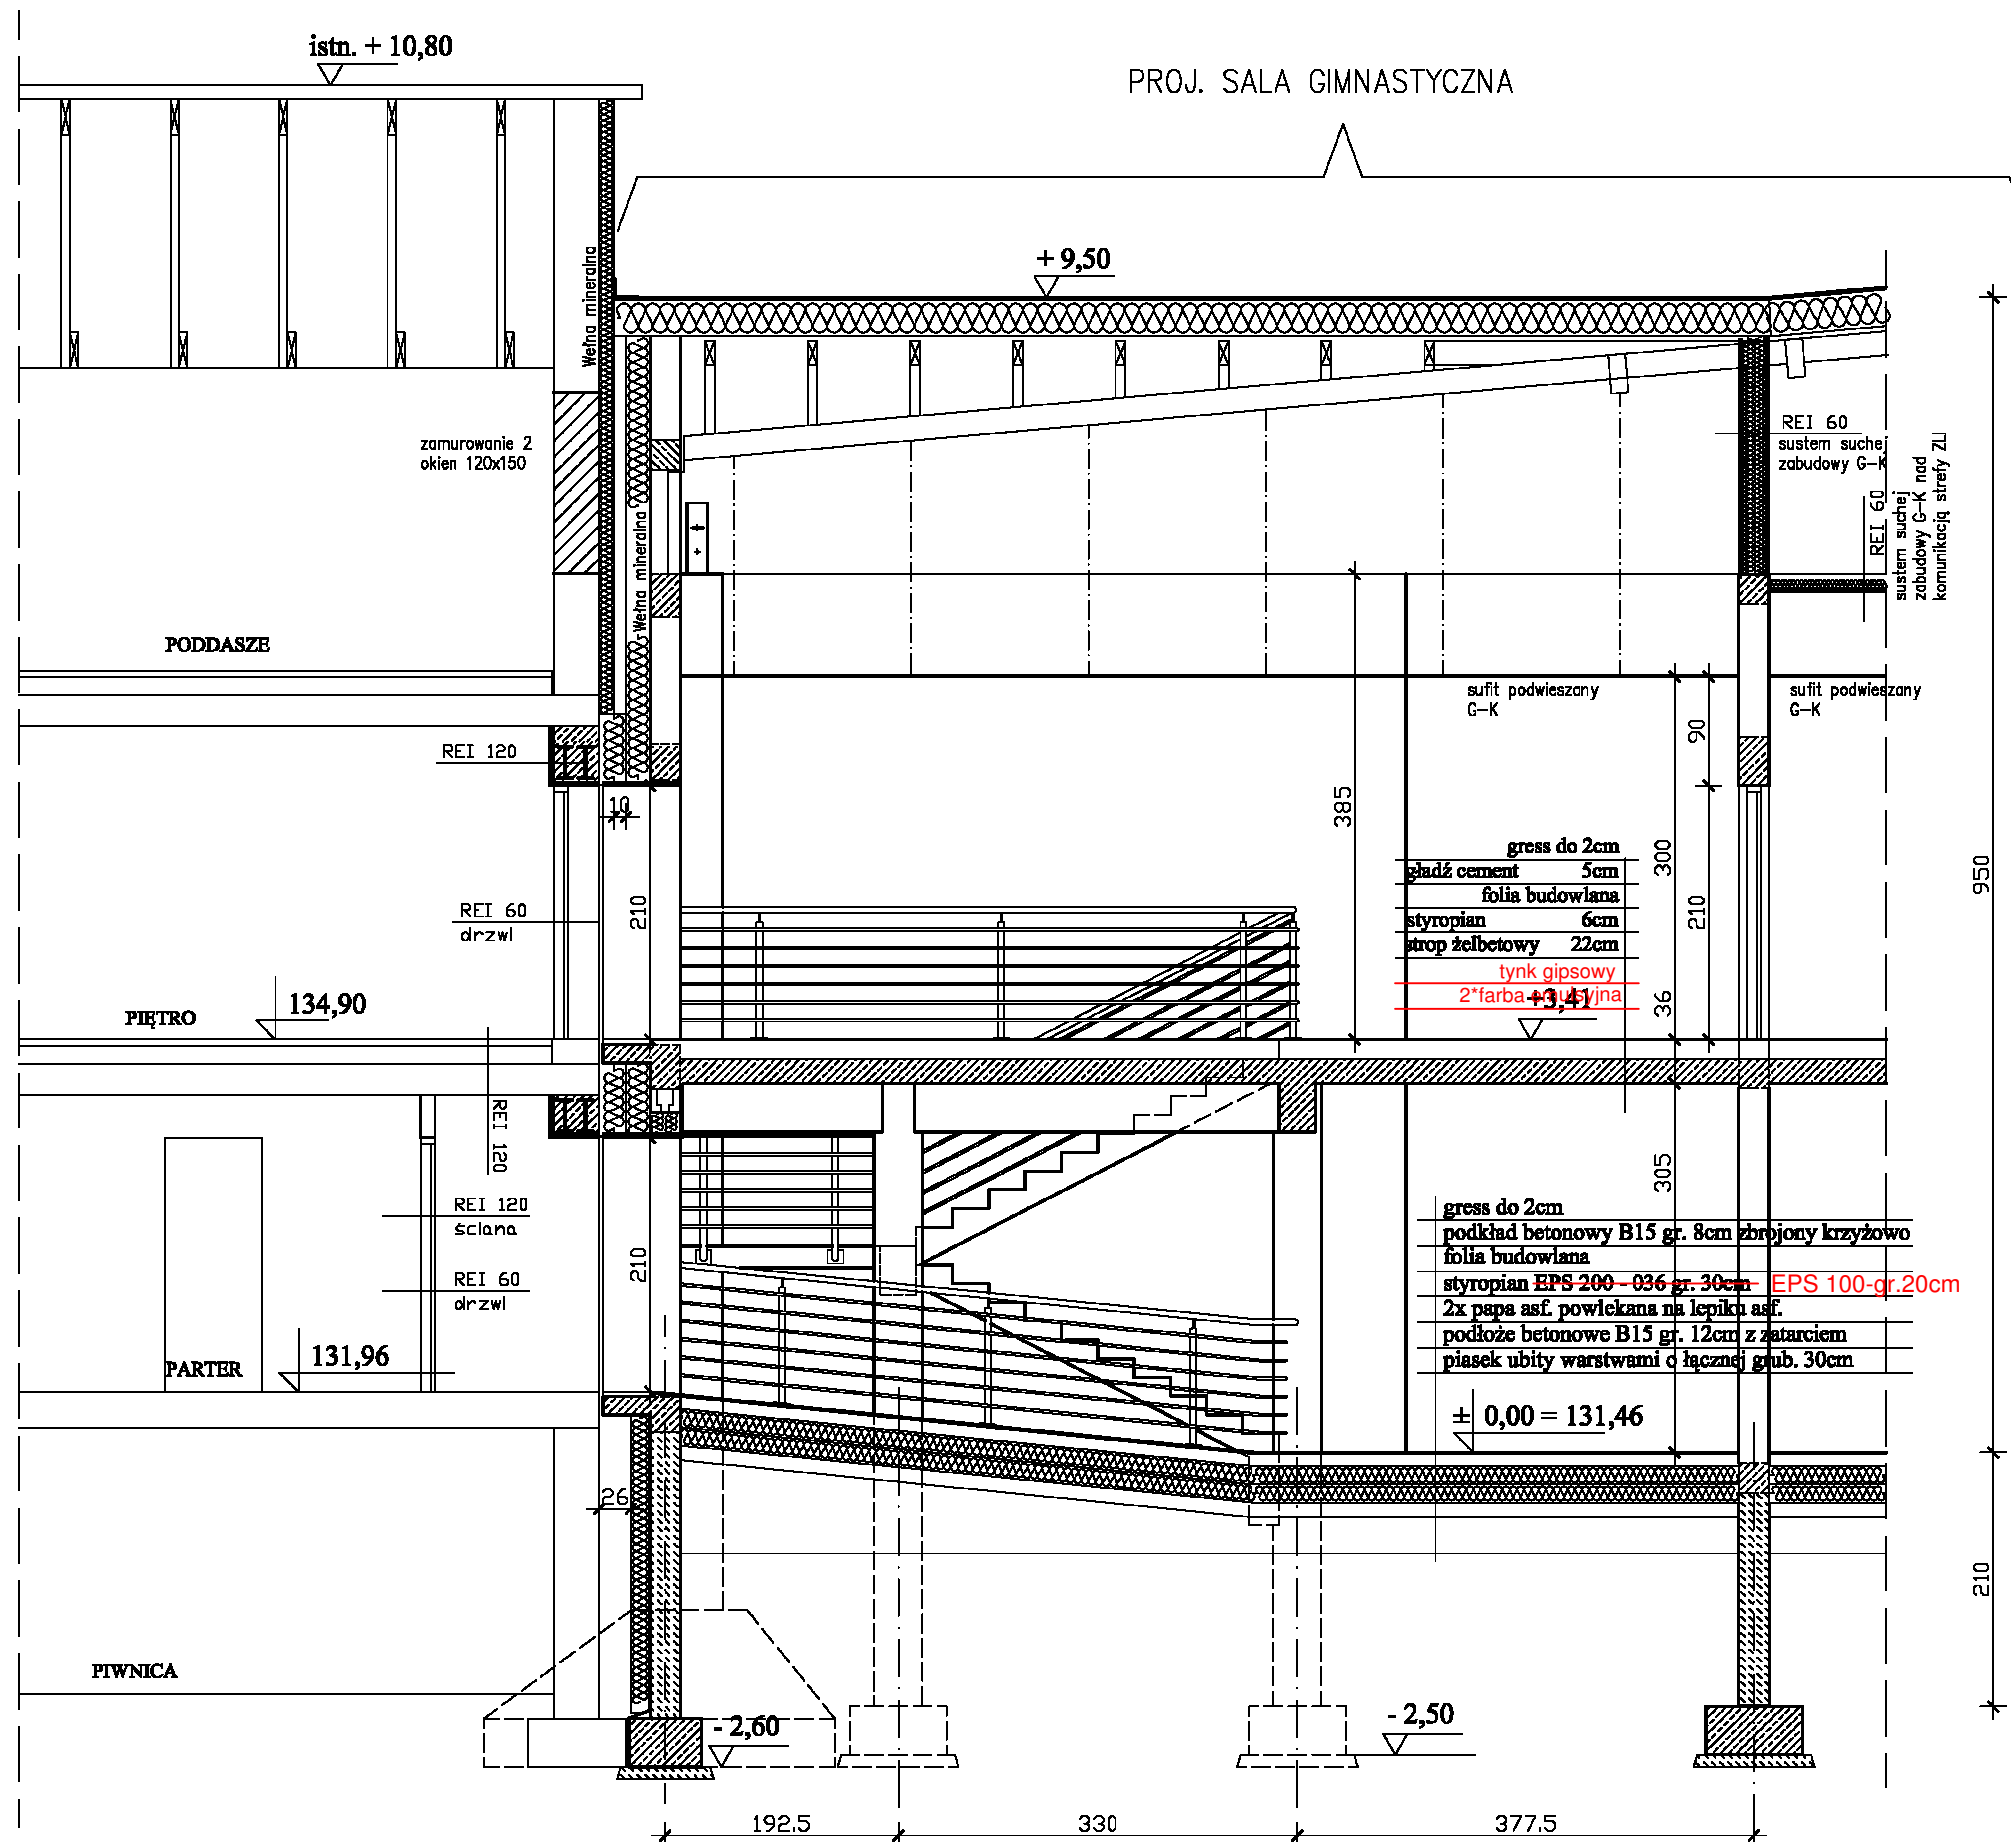 istn. + 10,80
PROJ. SALA GIMNASTYCZNA
+ 9,50
Wełna mineralna
zamurowanie 2
okien 120x150
Wełna mineralna
REI 60
sustem suchej
zabudowy G-K
REI 60
sustem suchej
zabudowy G-K nad
komunikacją strefy ZL
PODDASZE
sufit podwieszany
G-K
sufit podwieszany
G-K
REI 120
10
90
385
300
950
gress do 2cm
gładź cement 5cm
folia budowlana
styropian 6cm
strop żelbetowy 22cm
tynk gipsowy
2*farba emulsyjna
+3,41
REI 60
drzwi
210
210
36
134,90
PIĘTRO
REI 120
REI 120
ściana
REI 60
drzwi
210
305
gress do 2cm
podkład betonowy B15 gr. 8cm zbrojony krzyżowo
folia budowlana
styropian EPS 200 - 036 gr. 30cm EPS 100-gr.20cm
2x papa asf. powlekana na lepiku asf.
podłoże betonowe B15 gr. 12cm z zatarciem
piasek ubity warstwami o łącznej grub. 30cm
131,96
PARTER
± 0,00 = 131,46
26
210
PIWNICA
- 2,60
- 2,50
192.5
330
377.5